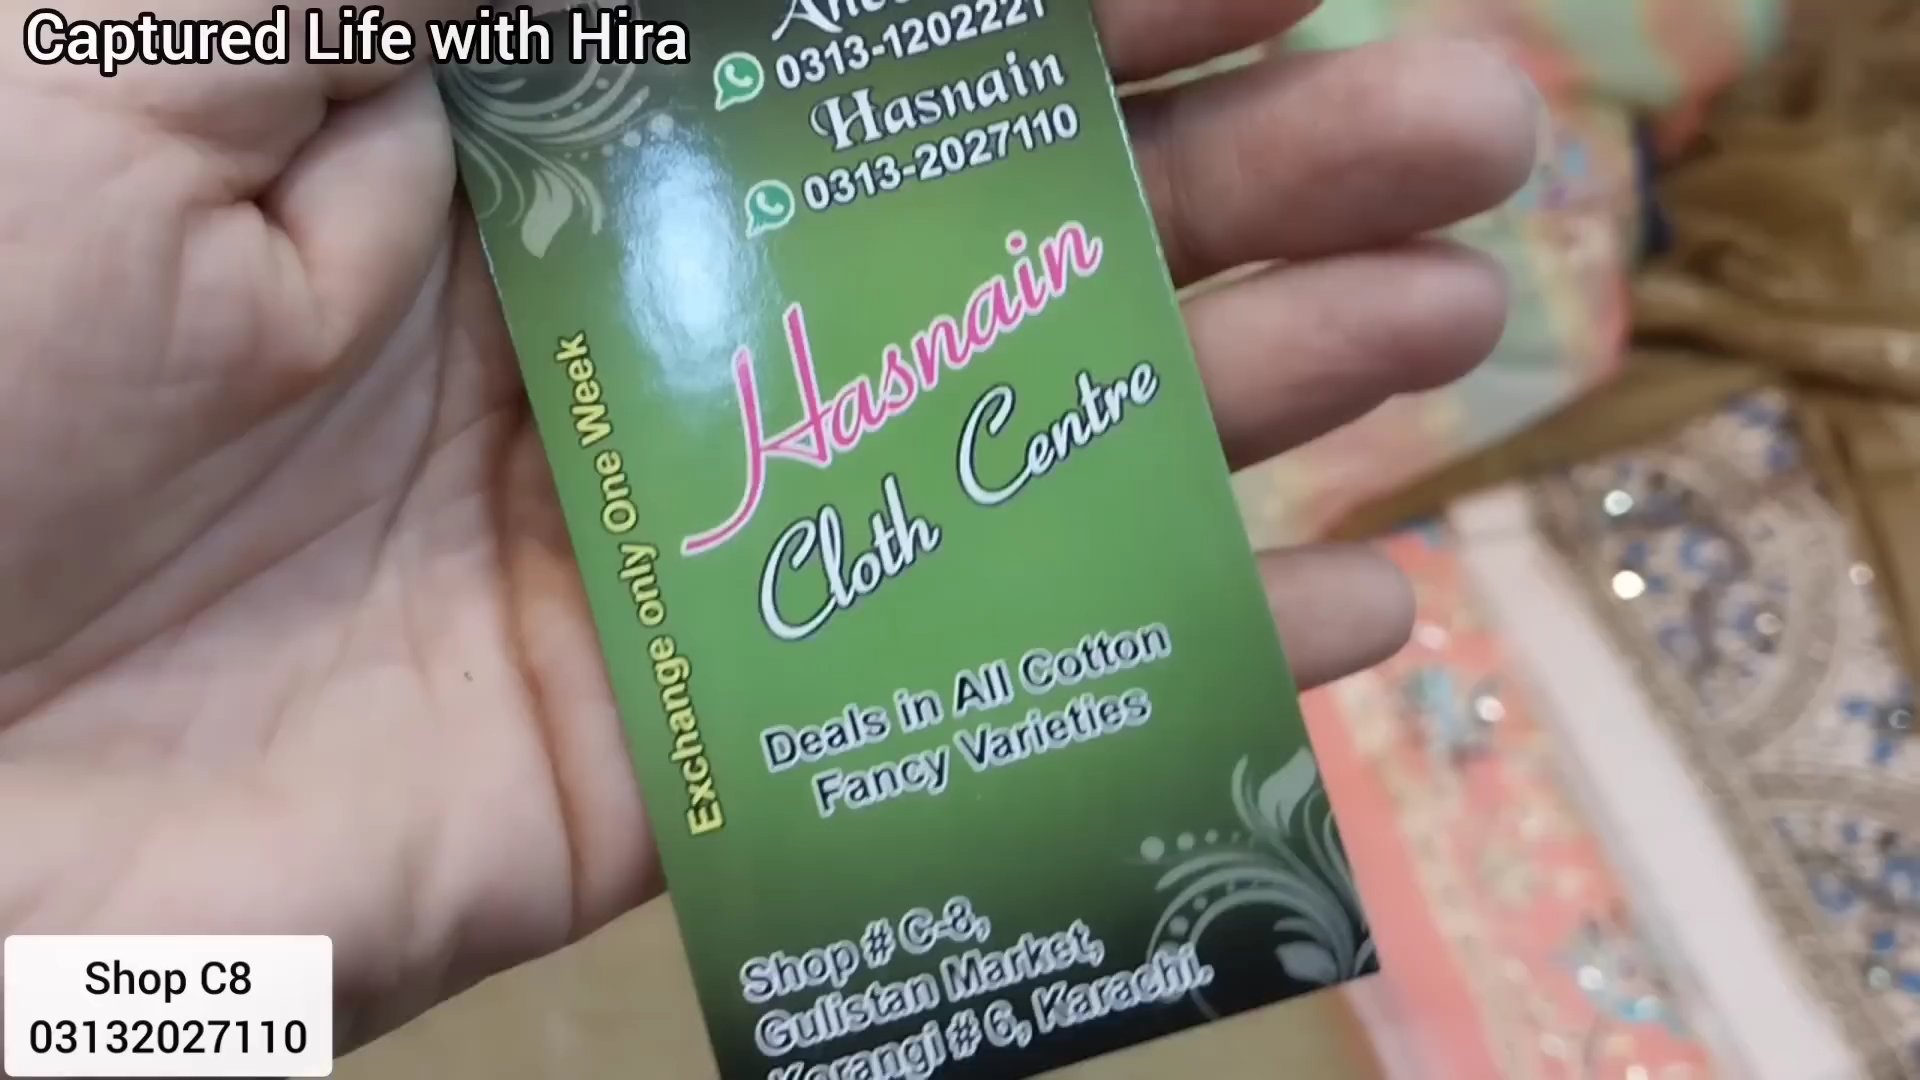 Captured Life with Hira
0313-1202221
Hasnain
0313-2027110
Hasnain
Cloth Centre
Exchange only One Week
Deals in All Cotton
Fancy Varieties
Shop # C-8,
Gulistan Market,
Korangi # 6, Karachi.
Shop C8
03132027110